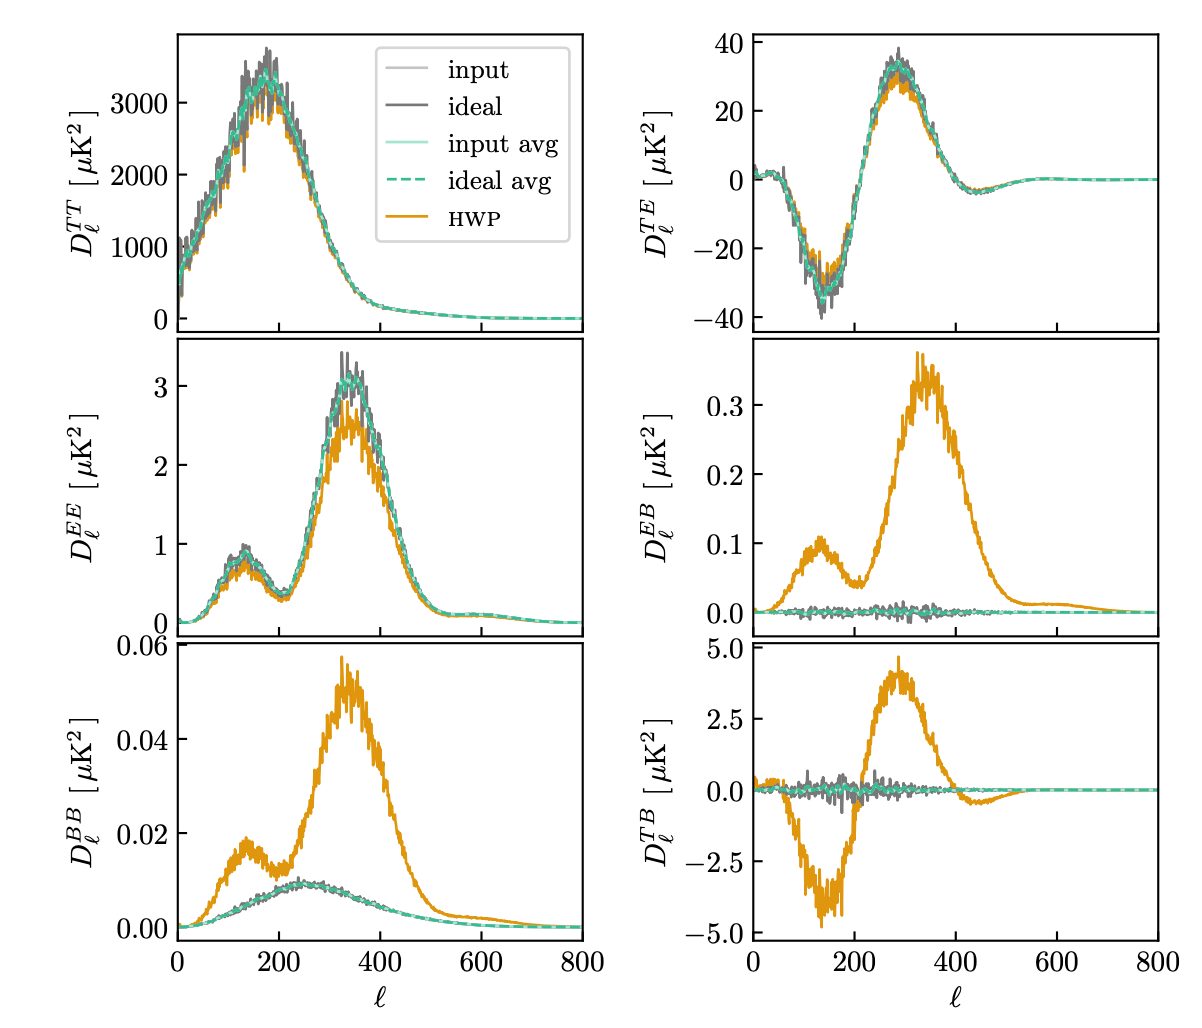 D_ℓ^{TT} [μK²]
3000
2000
1000
0
input
ideal
input avg
ideal avg
HWP
D_ℓ^{TE} [μK²]
40
20
0
−20
−40
D_ℓ^{EE} [μK²]
3
2
1
0
D_ℓ^{EB} [μK²]
0.3
0.2
0.1
0.0
D_ℓ^{BB} [μK²]
0.06
0.04
0.02
0.00
0 200 400 600 800
ℓ
D_ℓ^{TB} [μK²]
5.0
2.5
0.0
−2.5
−5.0
0 200 400 600 800
ℓ